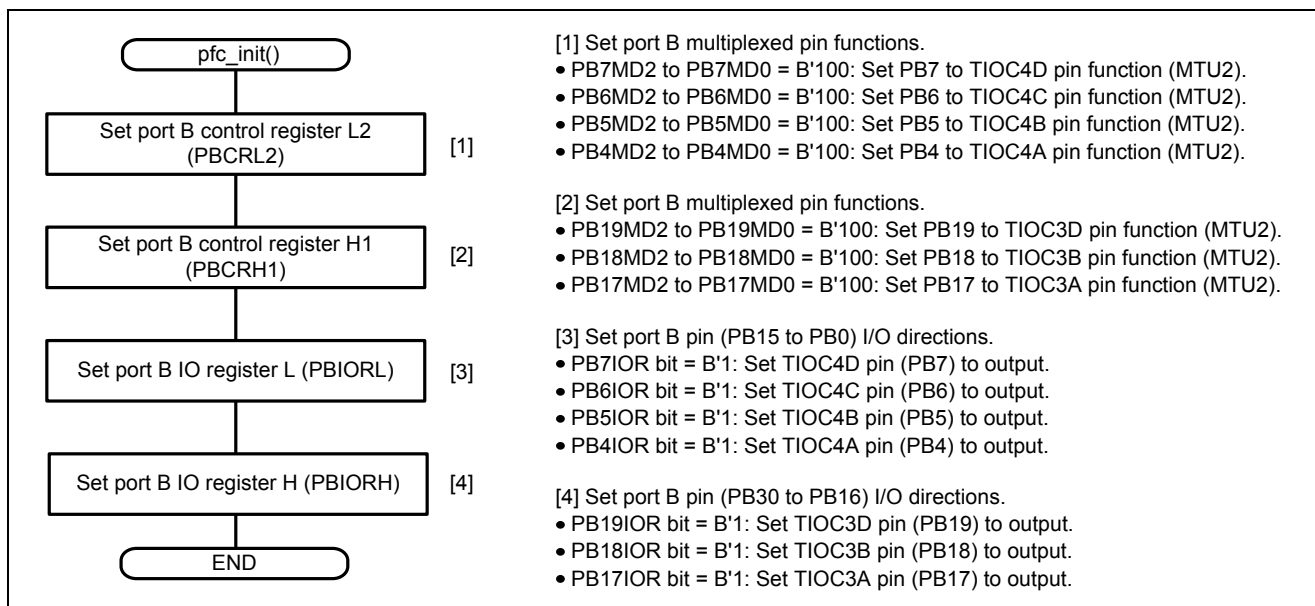 pfc_init()
Set port B control register L2
(PBCRL2)
[1]
Set port B control register H1
(PBCRH1)
[2]
Set port B IO register L (PBIORL)
[3]
Set port B IO register H (PBIORH)
[4]
END
[1] Set port B multiplexed pin functions.
• PB7MD2 to PB7MD0 = B'100: Set PB7 to TIOC4D pin function (MTU2).
• PB6MD2 to PB6MD0 = B'100: Set PB6 to TIOC4C pin function (MTU2).
• PB5MD2 to PB5MD0 = B'100: Set PB5 to TIOC4B pin function (MTU2).
• PB4MD2 to PB4MD0 = B'100: Set PB4 to TIOC4A pin function (MTU2).
[2] Set port B multiplexed pin functions.
• PB19MD2 to PB19MD0 = B'100: Set PB19 to TIOC3D pin function (MTU2).
• PB18MD2 to PB18MD0 = B'100: Set PB18 to TIOC3B pin function (MTU2).
• PB17MD2 to PB17MD0 = B'100: Set PB17 to TIOC3A pin function (MTU2).
[3] Set port B pin (PB15 to PB0) I/O directions.
• PB7IOR bit = B'1: Set TIOC4D pin (PB7) to output.
• PB6IOR bit = B'1: Set TIOC4C pin (PB6) to output.
• PB5IOR bit = B'1: Set TIOC4B pin (PB5) to output.
• PB4IOR bit = B'1: Set TIOC4A pin (PB4) to output.
[4] Set port B pin (PB30 to PB16) I/O directions.
• PB19IOR bit = B'1: Set TIOC3D pin (PB19) to output.
• PB18IOR bit = B'1: Set TIOC3B pin (PB18) to output.
• PB17IOR bit = B'1: Set TIOC3A pin (PB17) to output.